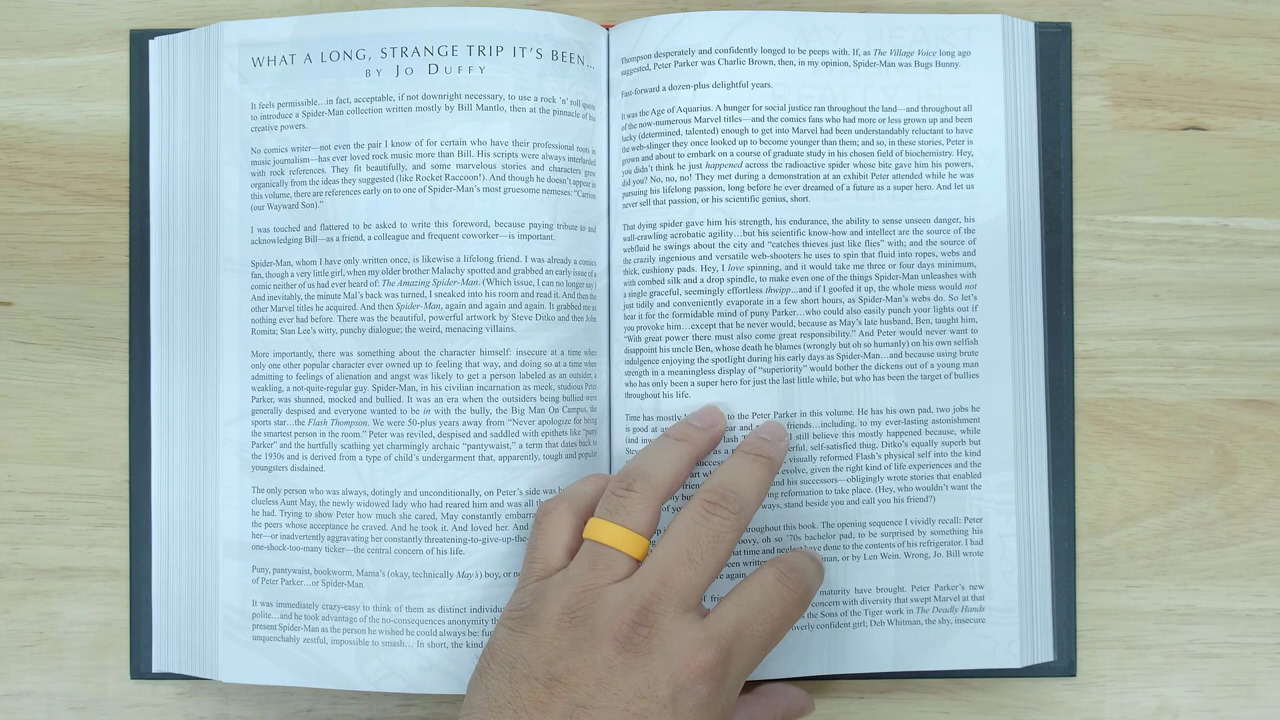 WHAT A LONG, STRANGE TRIP IT'S BEEN...
BY JO DUFFY
It feels permissible…in fact, acceptable, if not downright necessary, to use a rock 'n' roll quote
to introduce a Spider-Man collection written mostly by Bill Mantlo, then at the pinnacle of his
creative powers.
No comics writer—not even the pair I know of for certain who have their professional roots in
music journalism—has ever loved rock music more than Bill. His scripts were always interlarded
with rock references. They fit beautifully, and some marvelous stories and characters grew
organically from the ideas they suggested (like Rocket Raccoon!). And though he doesn't appear in
this volume, there are references early on to one of Spider-Man's most gruesome nemeses: "Carrion
(our Wayward Son)."
I was touched and flattered to be asked to write this foreword, because paying tribute to and
acknowledging Bill—as a friend, a colleague and frequent coworker—is important.
Spider-Man, whom I have only written once, is likewise a lifelong friend. I was already a comics
fan, though a very little girl, when my older brother Malachy spotted and grabbed an early issue of a
comic neither of us had ever heard of: The Amazing Spider-Man. (Which issue, I can no longer say.)
And inevitably, the minute Mal's back was turned, I sneaked into his room and read it. And then the
other Marvel titles he acquired. And then Spider-Man, again and again and again. It grabbed me as
nothing ever had before. There was the beautiful, powerful artwork by Steve Ditko and then John
Romita; Stan Lee's witty, punchy dialogue; the weird, menacing villains.
More importantly, there was something about the character himself: insecure at a time when
only one other popular character ever owned up to feeling that way, and doing so at a time when
admitting to feelings of alienation and angst was likely to get a person labeled as an outsider, a
weakling, a not-quite-regular guy. Spider-Man, in his civilian incarnation as meek, studious Peter
Parker, was shunned, mocked and bullied. It was an era when the outsiders being bullied were
generally despised and everyone wanted to be in with the bully, the Big Man On Campus, the
sports star…the Flash Thompson. We were 50-plus years away from "Never apologize for being
the smartest person in the room." Peter was reviled, despised and saddled with epithets like "puny
Parker" and the hurtfully scathing yet charmingly archaic "pantywaist," a term that dates back to
the 1930s and is derived from a type of child's undergarment that, apparently, tough and popular
youngsters disdained.
The only person who was always, dotingly and unconditionally, on Peter's side was
clueless Aunt May, the newly widowed lady who had reared him and was all
he had. Trying to show Peter how much she cared, May constantly
the peers whose acceptance he craved. And he took it. And loved her. And
her—or inadvertently aggravating her constantly threatening-to-give-up-the-
one-shock-too-many ticker—the central concern of his life.
Puny, pantywaist, bookworm, Mama's (okay, technically May's) boy, or
of Peter Parker…or Spider-Man.
It was immediately crazy-easy to think of them as distinct
polite…and he took advantage of the no-consequences anonymity
present Spider-Man as the person he wished he could always be:
unquenchably zestful, impossible to smash… In short, the kind
Thompson desperately and confidently longed to be peeps with. If, as The Village Voice long ago
suggested, Peter Parker was Charlie Brown, then, in my opinion, Spider-Man was Bugs Bunny.
Fast-forward a dozen-plus delightful years.
It was the Age of Aquarius. A hunger for social justice ran throughout the land—and throughout all
of the now-numerous Marvel titles—and the comics fans who had more or less grown up and been
lucky (determined, talented) enough to get into Marvel had been understandably reluctant to have
the web-slinger they once looked up to become younger than them; and so, in these stories, Peter is
grown and about to embark on a course of graduate study in his chosen field of biochemistry. Hey,
you didn't think he just happened across the radioactive spider whose bite gave him his powers,
did you? No, no, no! They met during a demonstration at an exhibit Peter attended while he was
pursuing his lifelong passion, long before he ever dreamed of a future as a super hero. And let us
never sell that passion, or his scientific genius, short.
That dying spider gave him his strength, his endurance, the ability to sense unseen danger, his
wall-crawling acrobatic agility…but his scientific know-how and intellect are the source of the
webfluid he swings about the city and "catches thieves just like flies" with; and the source of
the crazily ingenious and versatile web-shooters he uses to spin that fluid into ropes, webs and
thick, cushiony pads. Hey, I love spinning, and it would take me three or four days minimum,
with combed silk and a drop spindle, to make even one of the things Spider-Man unleashes with
a single graceful, seemingly effortless thwipp…and if I goofed it up, the whole mess would not
just tidily and conveniently evaporate in a few short hours, as Spider-Man's webs do. So let's
hear it for the formidable mind of puny Parker…who could also easily punch your lights out if
you provoke him…except that he never would, because as May's late husband, Ben, taught him,
"With great power there must also come great responsibility." And Peter would never want to
disappoint his uncle Ben, whose death he blames (wrongly but oh so humanly) on his own selfish
indulgence enjoying the spotlight during his early days as Spider-Man…and because using brute
strength in a meaningless display of "superiority" would bother the dickens out of a young man
who has only been a super hero for just the last little while, but who has been the target of bullies
throughout his life.
Time has mostly to the Peter Parker in this volume. He has his own pad, two jobs he
is good at and friends…including, to my ever-lasting astonishment
(and I still believe this mostly happened because, while
as a self-satisfied thug, Ditko's equally superb but
visually reformed Flash's physical self into the kind
evolve, given the right kind of life experiences and the
and his successors—obligingly wrote stories that enabled
reformation to take place. (Hey, who wouldn't want the
of ways, stand beside you and call you his friend?)
throughout this book. The opening sequence I vividly recall: Peter
oh so '70s bachelor pad, to be surprised by something his
time and have done to the contents of his refrigerator. I had
or by Len Wein. Wrong, Jo. Bill wrote
again.
of maturity have brought. Peter Parker's new
concern with diversity that swept Marvel at that
the Sons of the Tiger work in The Deadly Hands
overly confident girl; Deb Whitman, the shy, insecure